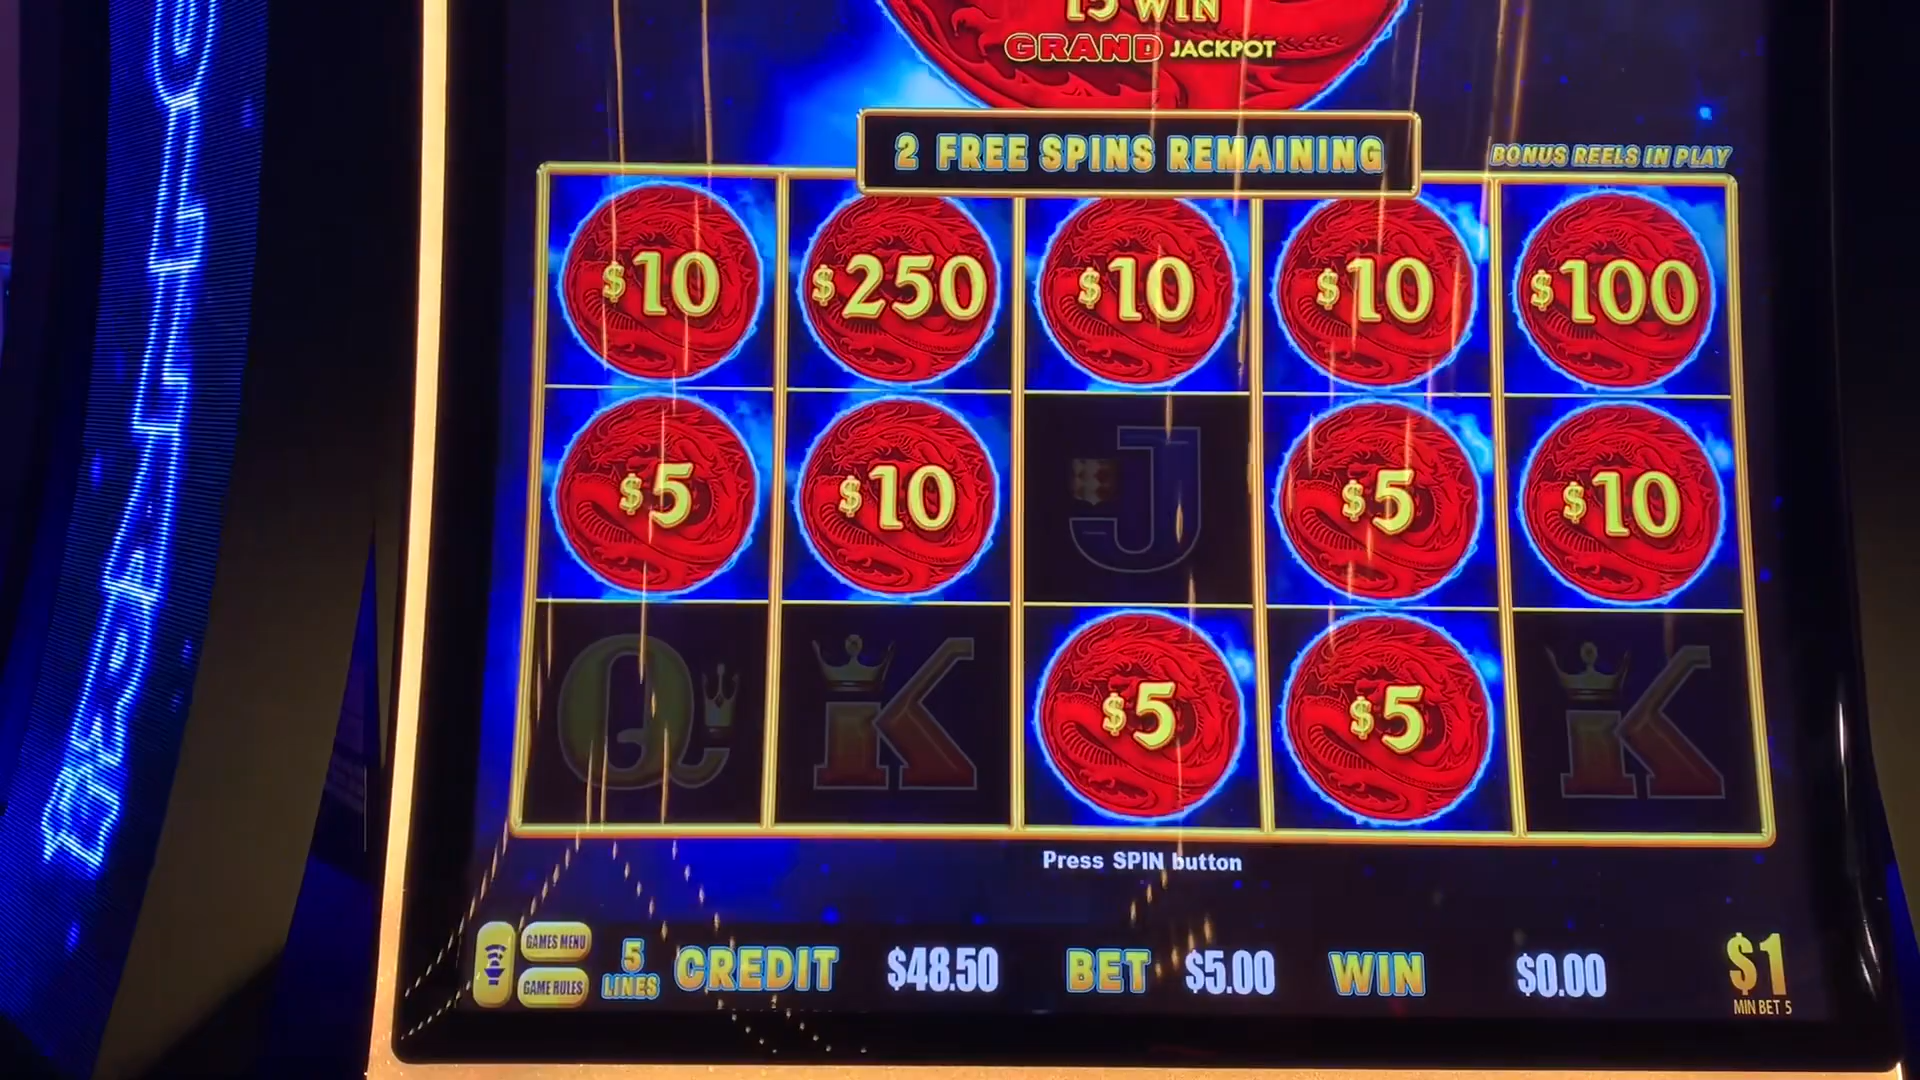 15 WIN
GRAND JACKPOT
2 FREE SPINS REMAINING
BONUS REELS IN PLAY
$10 $250 $10 $10 $100
$5 $10 J $5 $10
Q K $5 $5 K
Press SPIN button
GAMES MENU
GAME RULES
5
LINES
CREDIT $48.50 BET $5.00 WIN $0.00
$1
MIN BET 5